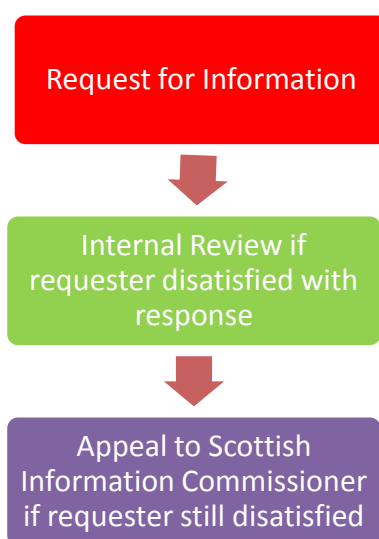 Request for Information
Internal Review if
requester disatisfied with
response
Appeal to Scottish
Information Commissioner
if requester still disatisfied